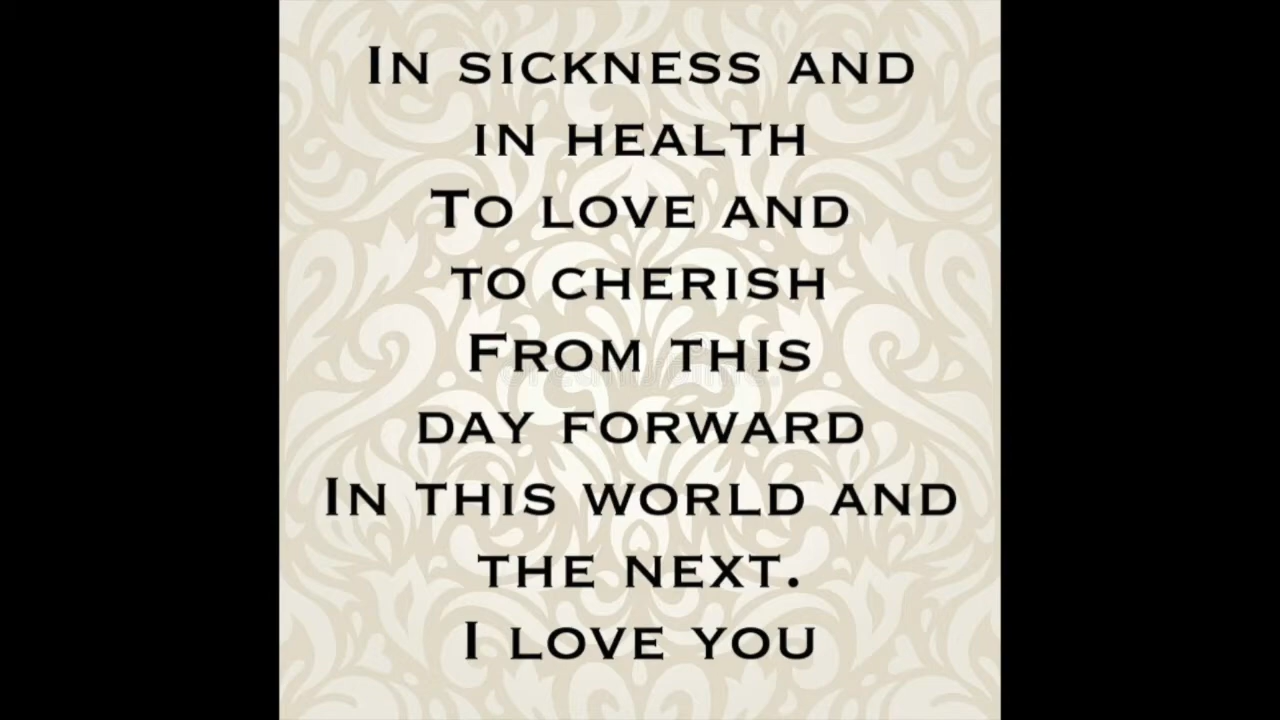 In sickness and
in health
To love and
to cherish
From this
day forward
In this world and
the next.
I love you